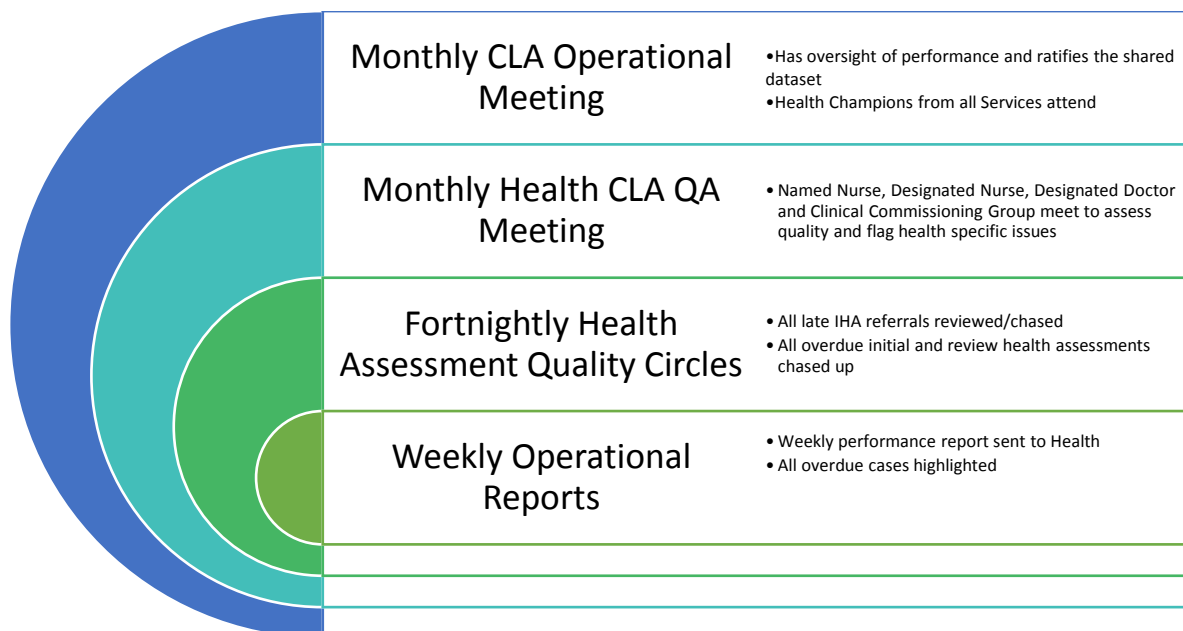 Monthly CLA Operational
Meeting
•Has oversight of performance and ratifies the shared
dataset
•Health Champions from all Services attend
Monthly Health CLA QA
Meeting
• Named Nurse, Designated Nurse, Designated Doctor
and Clinical Commissioning Group meet to assess
quality and flag health specific issues
Fortnightly Health
Assessment Quality Circles
• All late IHA referrals reviewed/chased
• All overdue initial and review health assessments
chased up
Weekly Operational
Reports
• Weekly performance report sent to Health
• All overdue cases highlighted